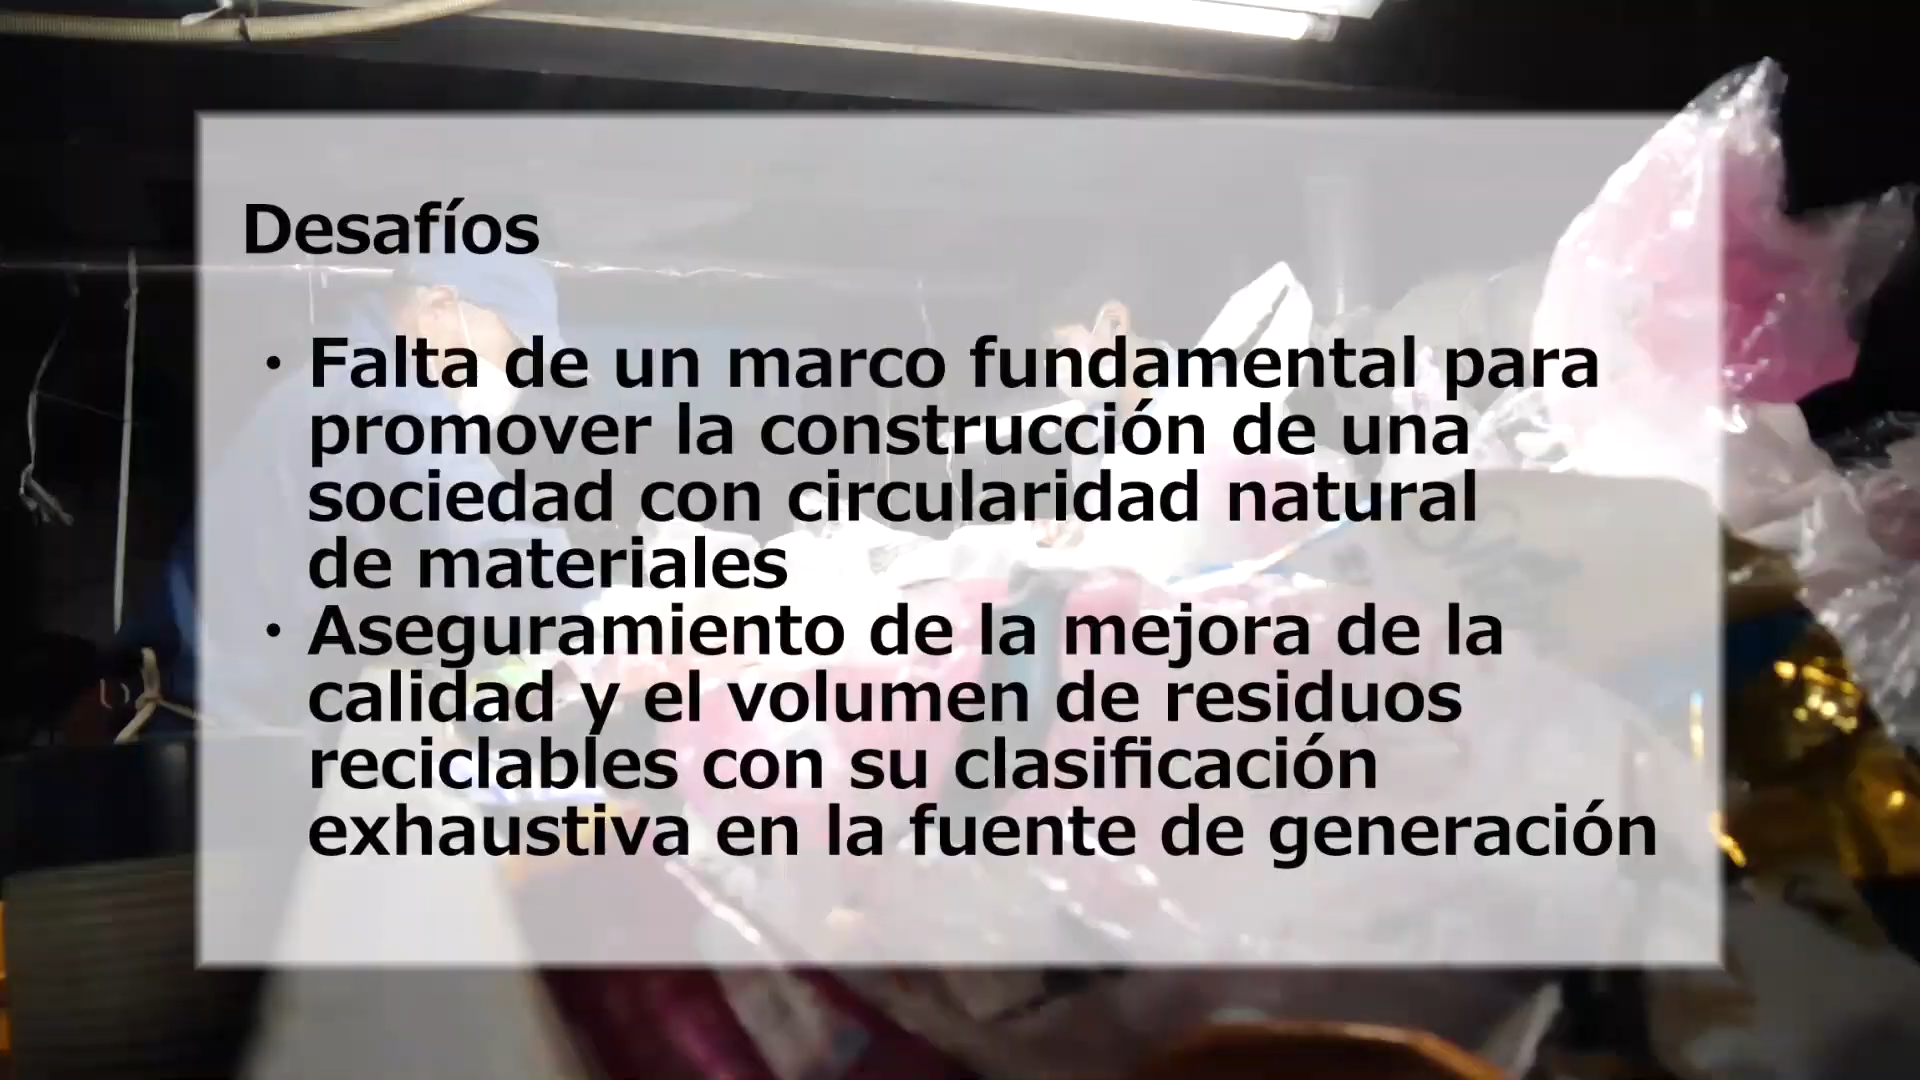 Desafíos
・Falta de un marco fundamental para
promover la construcción de una
sociedad con circularidad natural
de materiales
・Aseguramiento de la mejora de la
calidad y el volumen de residuos
reciclables con su clasificación
exhaustiva en la fuente de generación